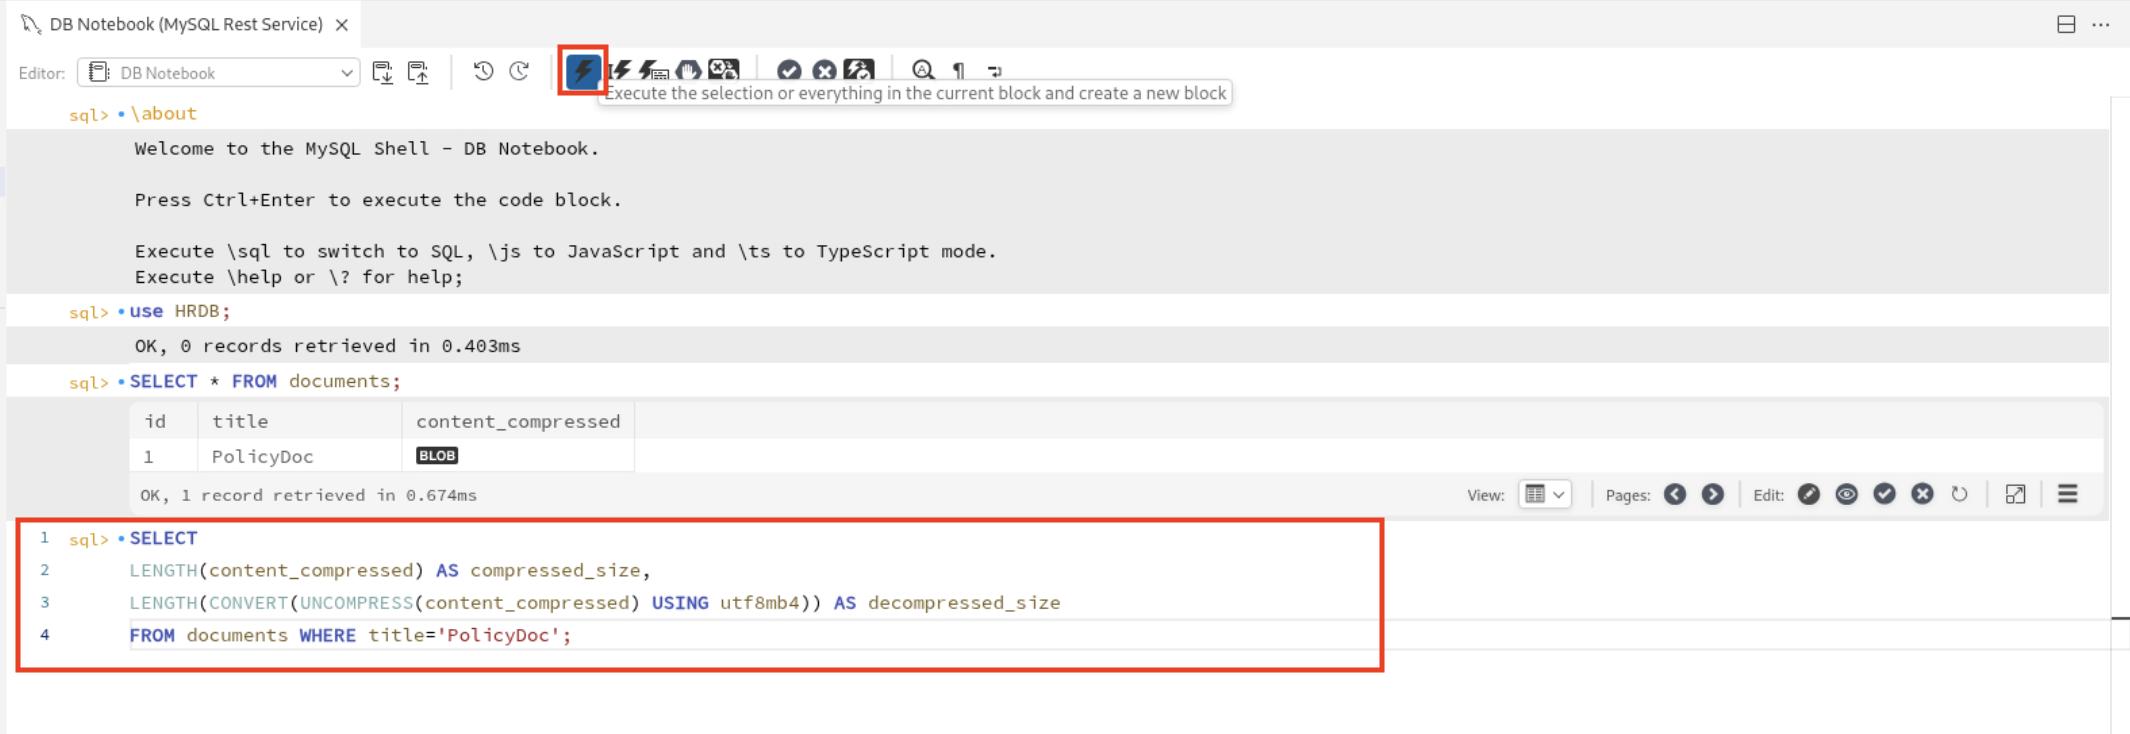 DB Notebook (MySQL Rest Service)
Editor: DB Notebook
Execute the selection or everything in the current block and create a new block
sql> \about
Welcome to the MySQL Shell - DB Notebook.
Press Ctrl+Enter to execute the code block.
Execute \sql to switch to SQL, \js to JavaScript and \ts to TypeScript mode.
Execute \help or \? for help;
sql> use HRDB;
OK, 0 records retrieved in 0.403ms
sql> SELECT * FROM documents;
id title content_compressed
1 PolicyDoc BLOB
OK, 1 record retrieved in 0.674ms View: Pages: Edit:
1 sql> SELECT
2 LENGTH(content_compressed) AS compressed_size,
3 LENGTH(CONVERT(UNCOMPRESS(content_compressed) USING utf8mb4)) AS decompressed_size
4 FROM documents WHERE title='PolicyDoc';